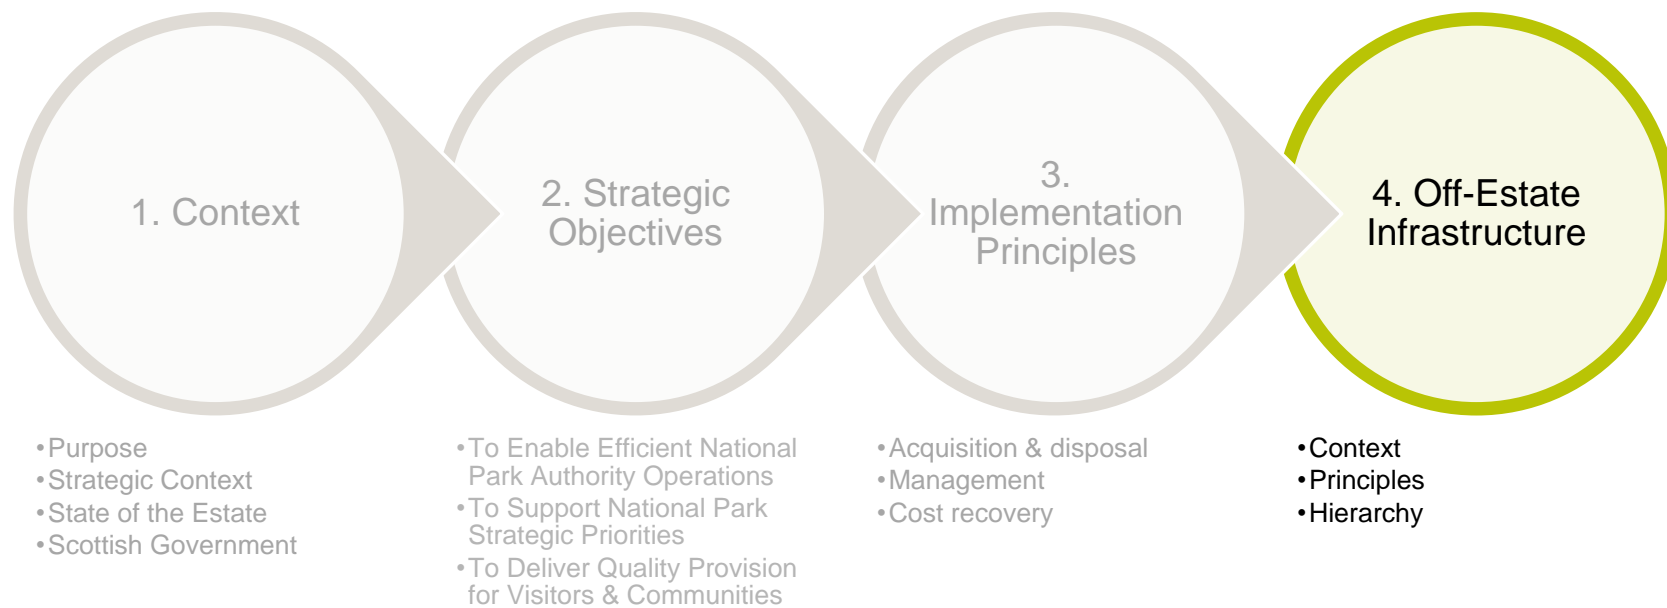 1. Context
2. Strategic
Objectives
3.
Implementation
Principles
4. Off-Estate
Infrastructure
•Purpose
•Strategic Context
•State of the Estate
•Scottish Government
•To Enable Efficient National
Park Authority Operations
•To Support National Park
Strategic Priorities
•To Deliver Quality Provision
for Visitors & Communities
•Acquisition & disposal
•Management
•Cost recovery
•Context
•Principles
•Hierarchy